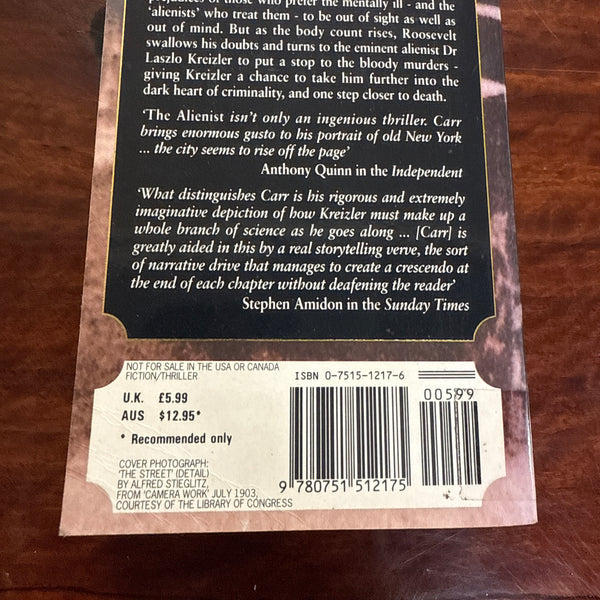 prejudices of those who prefer the mentally ill - and the
'alienists' who treat them - to be out of sight as well as
out of mind. But as the body count rises, Roosevelt
swallows his doubts and turns to the eminent alienist Dr
Laszlo Kreizler to put a stop to the bloody murders -
giving Kreizler a chance to take him further into the
dark heart of criminality, and one step closer to death.
'The Alienist isn't only an ingenious thriller. Carr
brings enormous gusto to his portrait of old New York
... the city seems to rise off the page'
Anthony Quinn in the Independent
'What distinguishes Carr is his rigorous and extremely
imaginative depiction of how Kreizler must make up a
whole branch of science as he goes along ... [Carr] is
greatly aided in this by a real storytelling verve, the sort
of narrative drive that manages to create a crescendo at
the end of each chapter without deafening the reader'
Stephen Amidon in the Sunday Times
NOT FOR SALE IN THE USA OR CANADA
FICTION/THRILLER
U.K. £5.99
AUS $12.95*
* Recommended only
COVER PHOTOGRAPH:
'THE STREET' (DETAIL)
BY ALFRED STIEGLITZ,
FROM 'CAMERA WORK' JULY 1903,
COURTESY OF THE LIBRARY OF CONGRESS
ISBN 0-7515-1217-6
00599
9 780751 512175